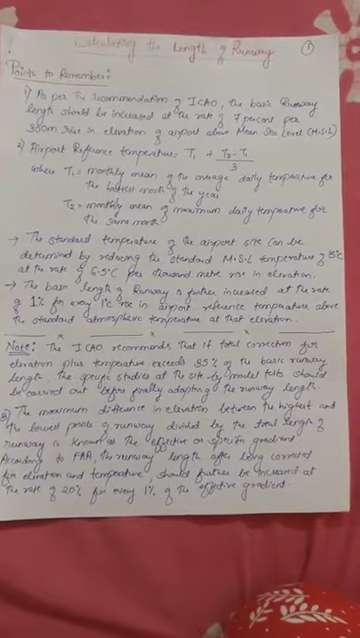 Calculating the Length of Runway
①
Points to Remember:
1) As per the recommendation of ICAO, the basic Runway
length should be increased at the rate of 7 percent per
300m rise in elevation of airport above Mean Sea Level (M.S.L)
2) Airport Reference temperature = T₁ + (T₂-T₁)/3
where T₁ = monthly mean of the average daily temperature for
the hottest month of the year
T₂ = monthly mean of maximum daily temperature for
the same month
→ The standard temperature of the airport site can be
determined by reducing the standard M.S.L temperature of 15°C
at the rate of 6.5°C per thousand metre rise in elevation.
→ The basic length of Runway is further increased at the rate
of 1% for every 1°C rise in airport reference temperature above
the standard atmospheric temperature at that elevation.
Note: The ICAO recommends that if total correction for
elevation plus temperature exceeds 35% of the basic runway
length. The specific studies at the site by model tests should
be carried out before finally adapting the runway length.
3) The maximum difference in elevation between the highest and
the lowest points of runway divided by the total length of
runway is known as the effective or specific gradient
According to FAA, the runway length after being corrected
for elevation and temperature, should further be increased at
the rate of 20% for every 1% of the effective gradient.